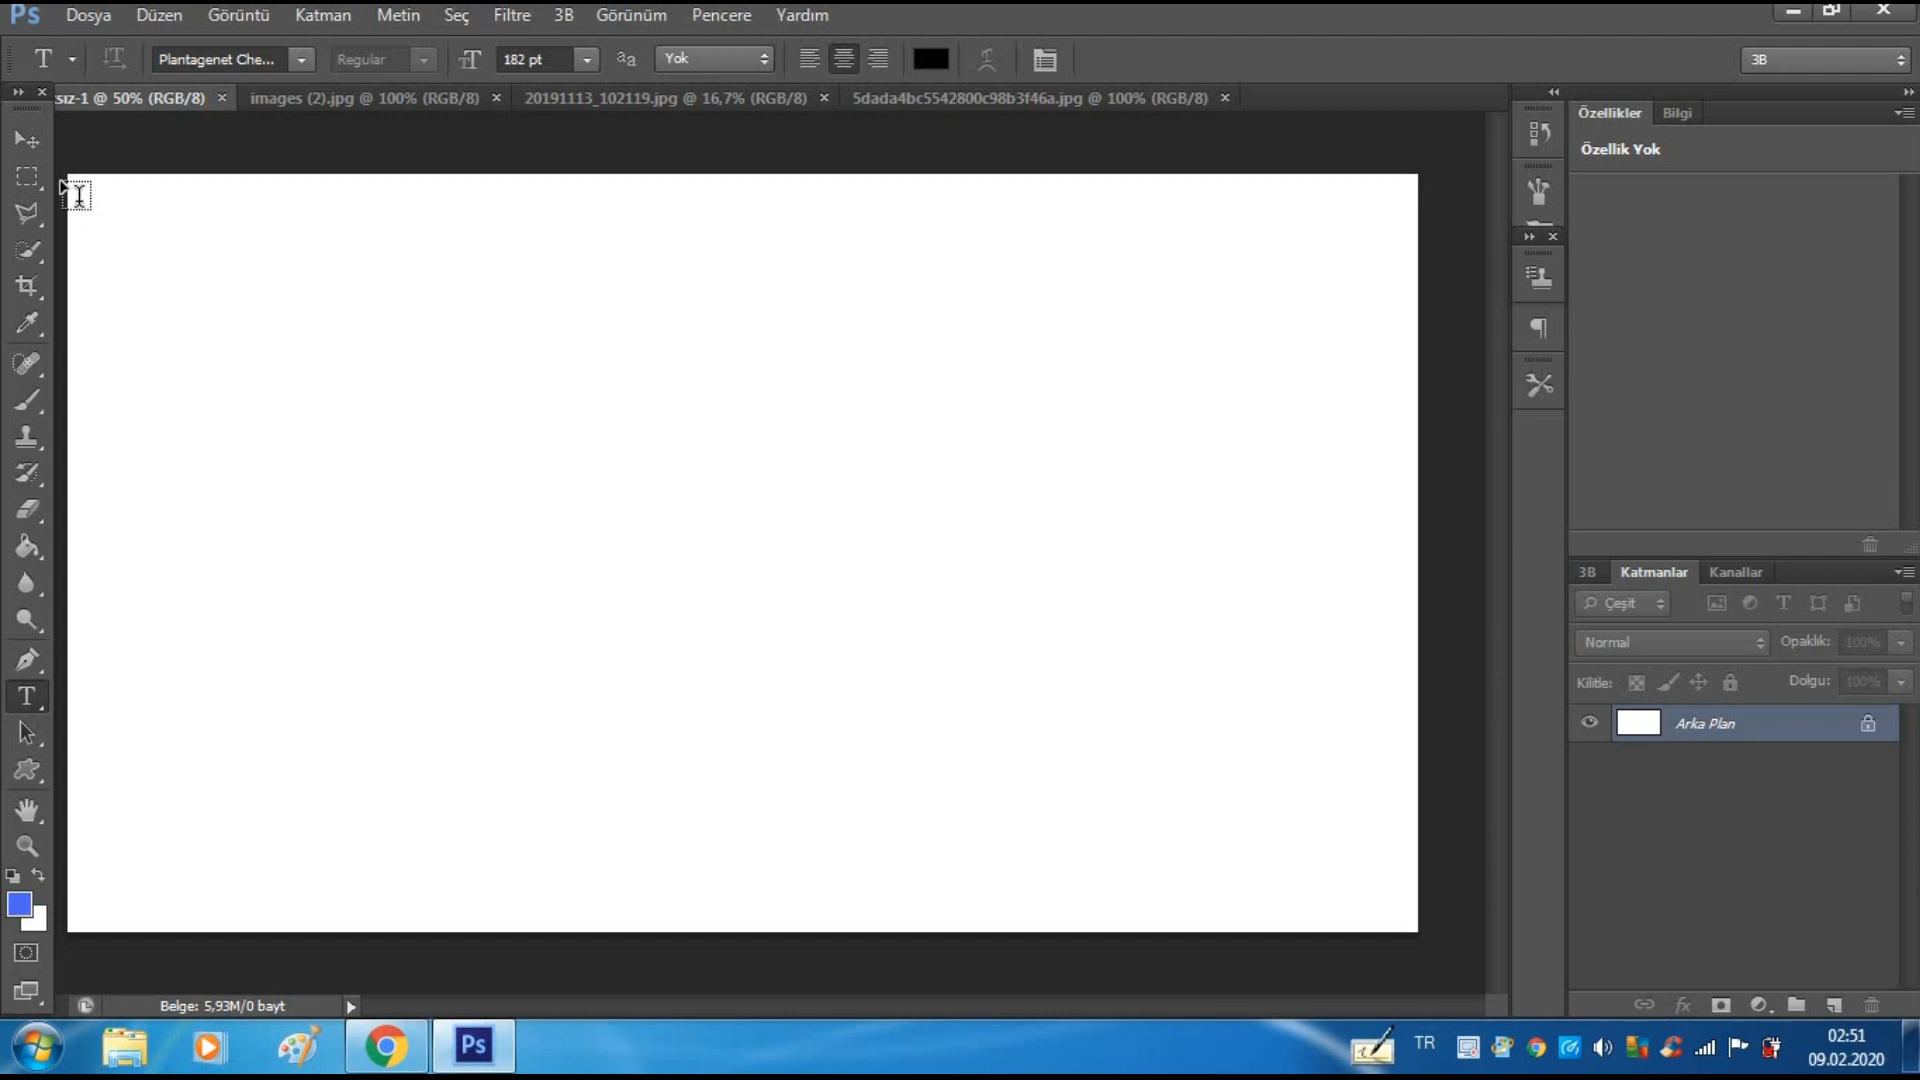 Ps Dosya Düzen Görüntü Katman Metin Seç Filtre 3B Görünüm Pencere Yardım
T Plantagenet Che... Regular 182 pt aa Yok 3B
sız-1 @ 50% (RGB/8) images (2).jpg @ 100% (RGB/8) 20191113_102119.jpg @ 16,7% (RGB/8) 5dada4bc5542800c98b3f46a.jpg @ 100% (RGB/8)
Özellikler Bilgi
Özellik Yok
3B Katmanlar Kanallar
Çeşit
Normal Opaklık: 100%
Kilitle: Dolgu: 100%
Arka Plan
Belge: 5,93M/0 bayt
Ps TR 02:51
09.02.2020